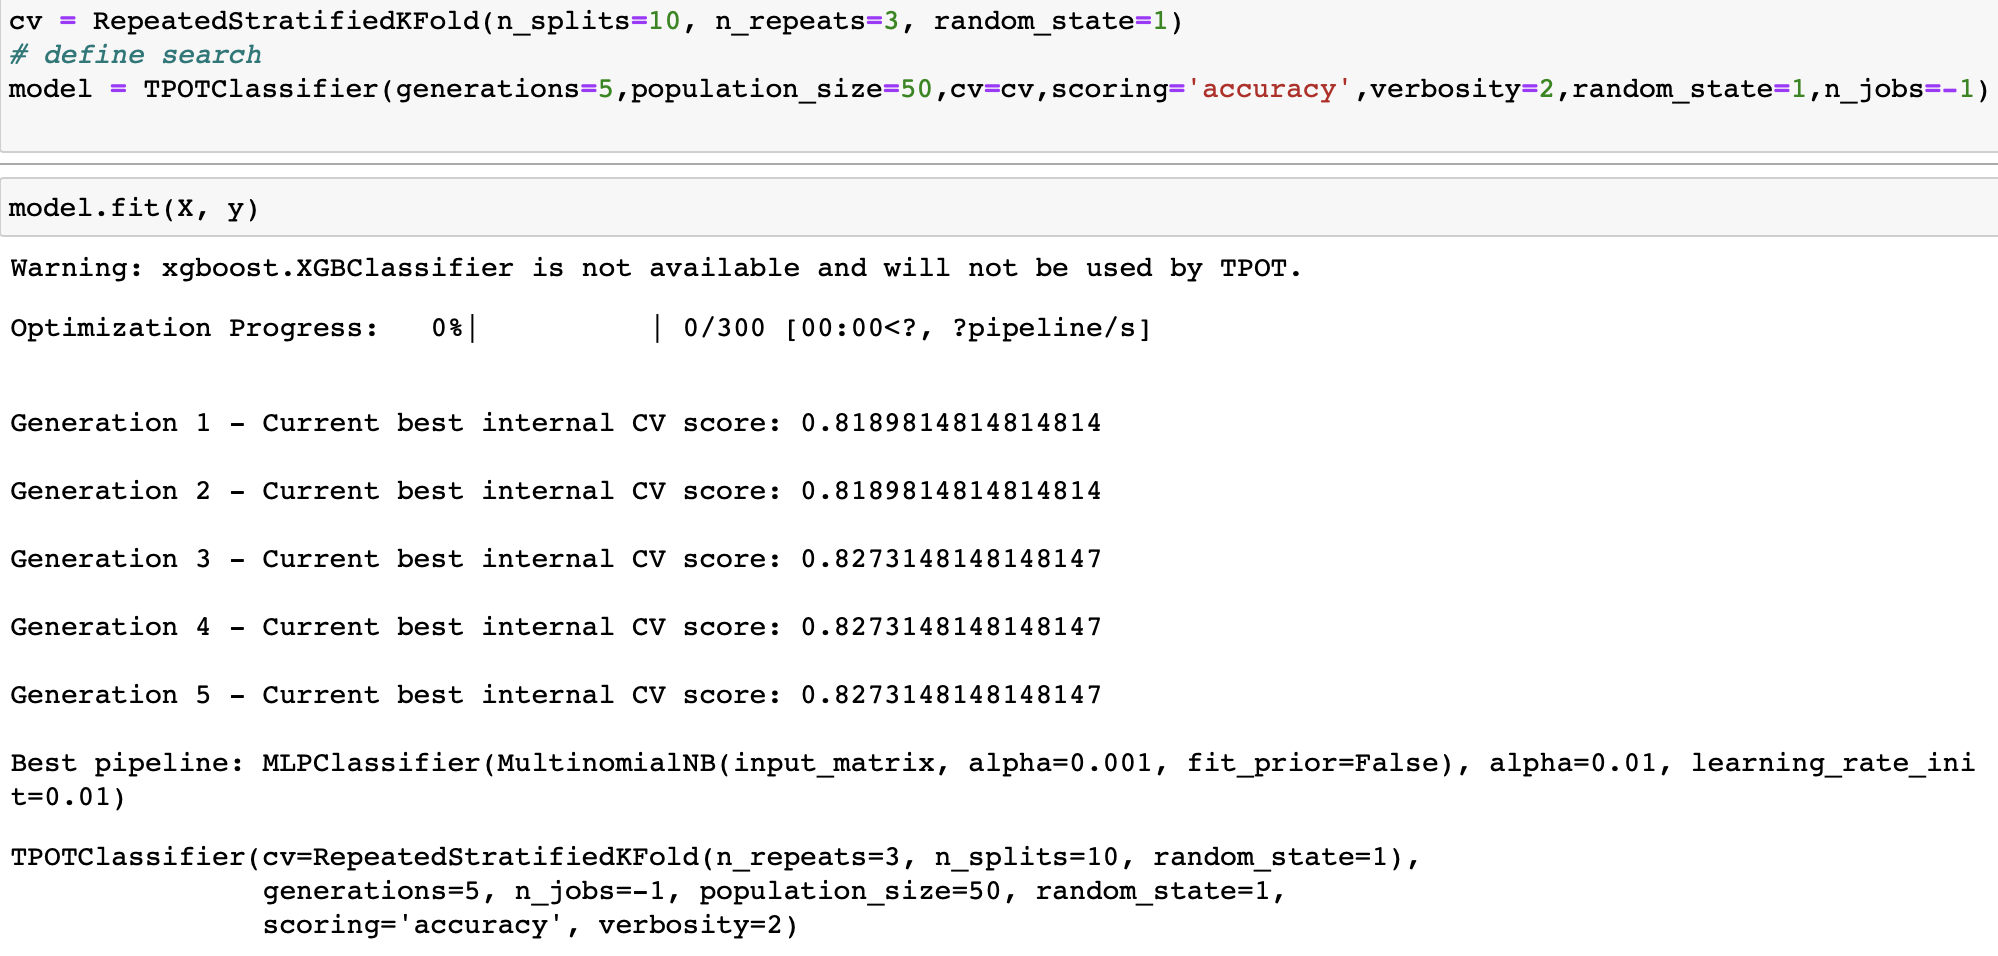 cv = RepeatedStratifiedKFold(n_splits=10, n_repeats=3, random_state=1)
# define search
model = TPOTClassifier(generations=5,population_size=50,cv=cv,scoring='accuracy',verbosity=2,random_state=1,n_jobs=-1)
model.fit(X, y)
Warning: xgboost.XGBClassifier is not available and will not be used by TPOT.
Optimization Progress:   0%|          | 0/300 [00:00<?, ?pipeline/s]
Generation 1 - Current best internal CV score: 0.8189814814814814
Generation 2 - Current best internal CV score: 0.8189814814814814
Generation 3 - Current best internal CV score: 0.8273148148148147
Generation 4 - Current best internal CV score: 0.8273148148148147
Generation 5 - Current best internal CV score: 0.8273148148148147
Best pipeline: MLPClassifier(MultinomialNB(input_matrix, alpha=0.001, fit_prior=False), alpha=0.01, learning_rate_ini
t=0.01)
TPOTClassifier(cv=RepeatedStratifiedKFold(n_repeats=3, n_splits=10, random_state=1),
               generations=5, n_jobs=-1, population_size=50, random_state=1,
               scoring='accuracy', verbosity=2)